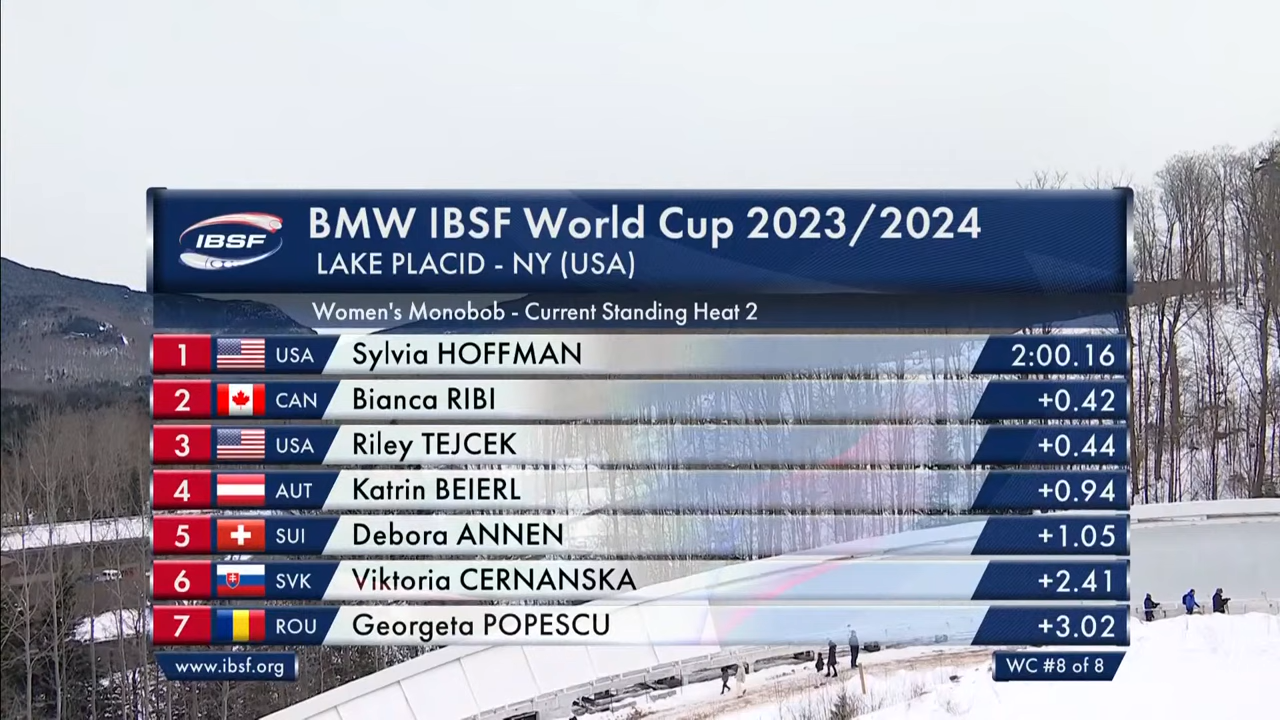 IBSF
BMW IBSF World Cup 2023/2024
LAKE PLACID - NY (USA)
Women's Monobob - Current Standing Heat 2
1 USA Sylvia HOFFMAN 2:00.16
2 CAN Bianca RIBI +0.42
3 USA Riley TEJCEK +0.44
4 AUT Katrin BEIERL +0.94
5 SUI Debora ANNEN +1.05
6 SVK Viktoria CERNANSKA +2.41
7 ROU Georgeta POPESCU +3.02
www.ibsf.org WC #8 of 8